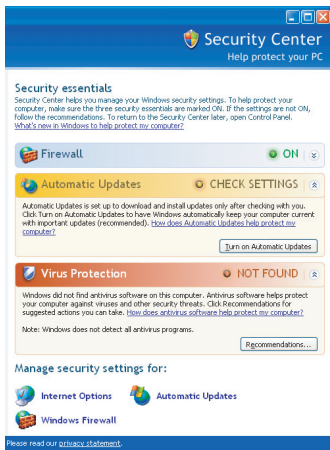 Security Center
Help protect your PC
Security essentials
Security Center helps you manage your Windows security settings. To help protect your
computer, make sure the three security essentials are marked ON. If the settings are not ON,
follow the recommendations. To return to the Security Center later, open Control Panel.
What's new in Windows to help protect my computer?
Firewall ON
Automatic Updates CHECK SETTINGS
Automatic Updates is set up to download and install updates only after checking with you.
Click Turn on Automatic Updates to have Windows automatically keep your computer current
with important updates (recommended). How does Automatic Updates help protect my
computer?
Turn on Automatic Updates
Virus Protection NOT FOUND
Windows did not find antivirus software on this computer. Antivirus software helps protect
your computer against viruses and other security threats. Click Recommendations for
suggested actions you can take. How does antivirus software help protect my computer?
Note: Windows does not detect all antivirus programs.
Recommendations...
Manage security settings for:
Internet Options Automatic Updates
Windows Firewall
Please read our privacy statement.